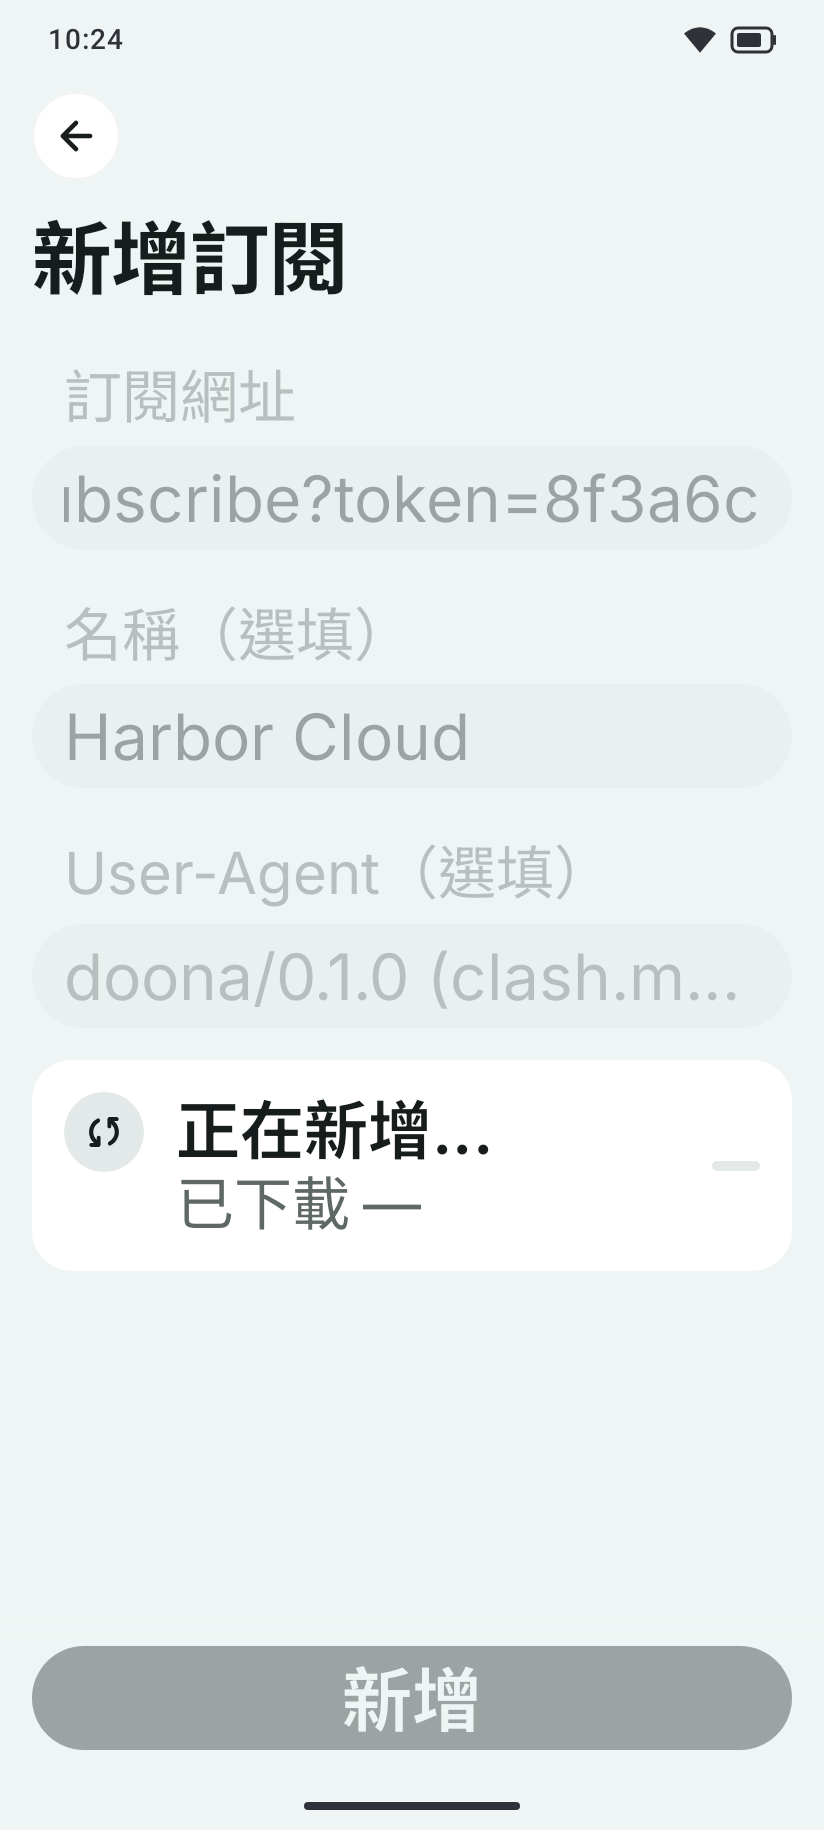 10:24
新增訂閱
訂閱網址
bscribe?token=8f3a6c
名稱（選填）
Harbor Cloud
User-Agent（選填）
doona/0.1.0 (clash.m...
正在新增...
已下載 —
新增